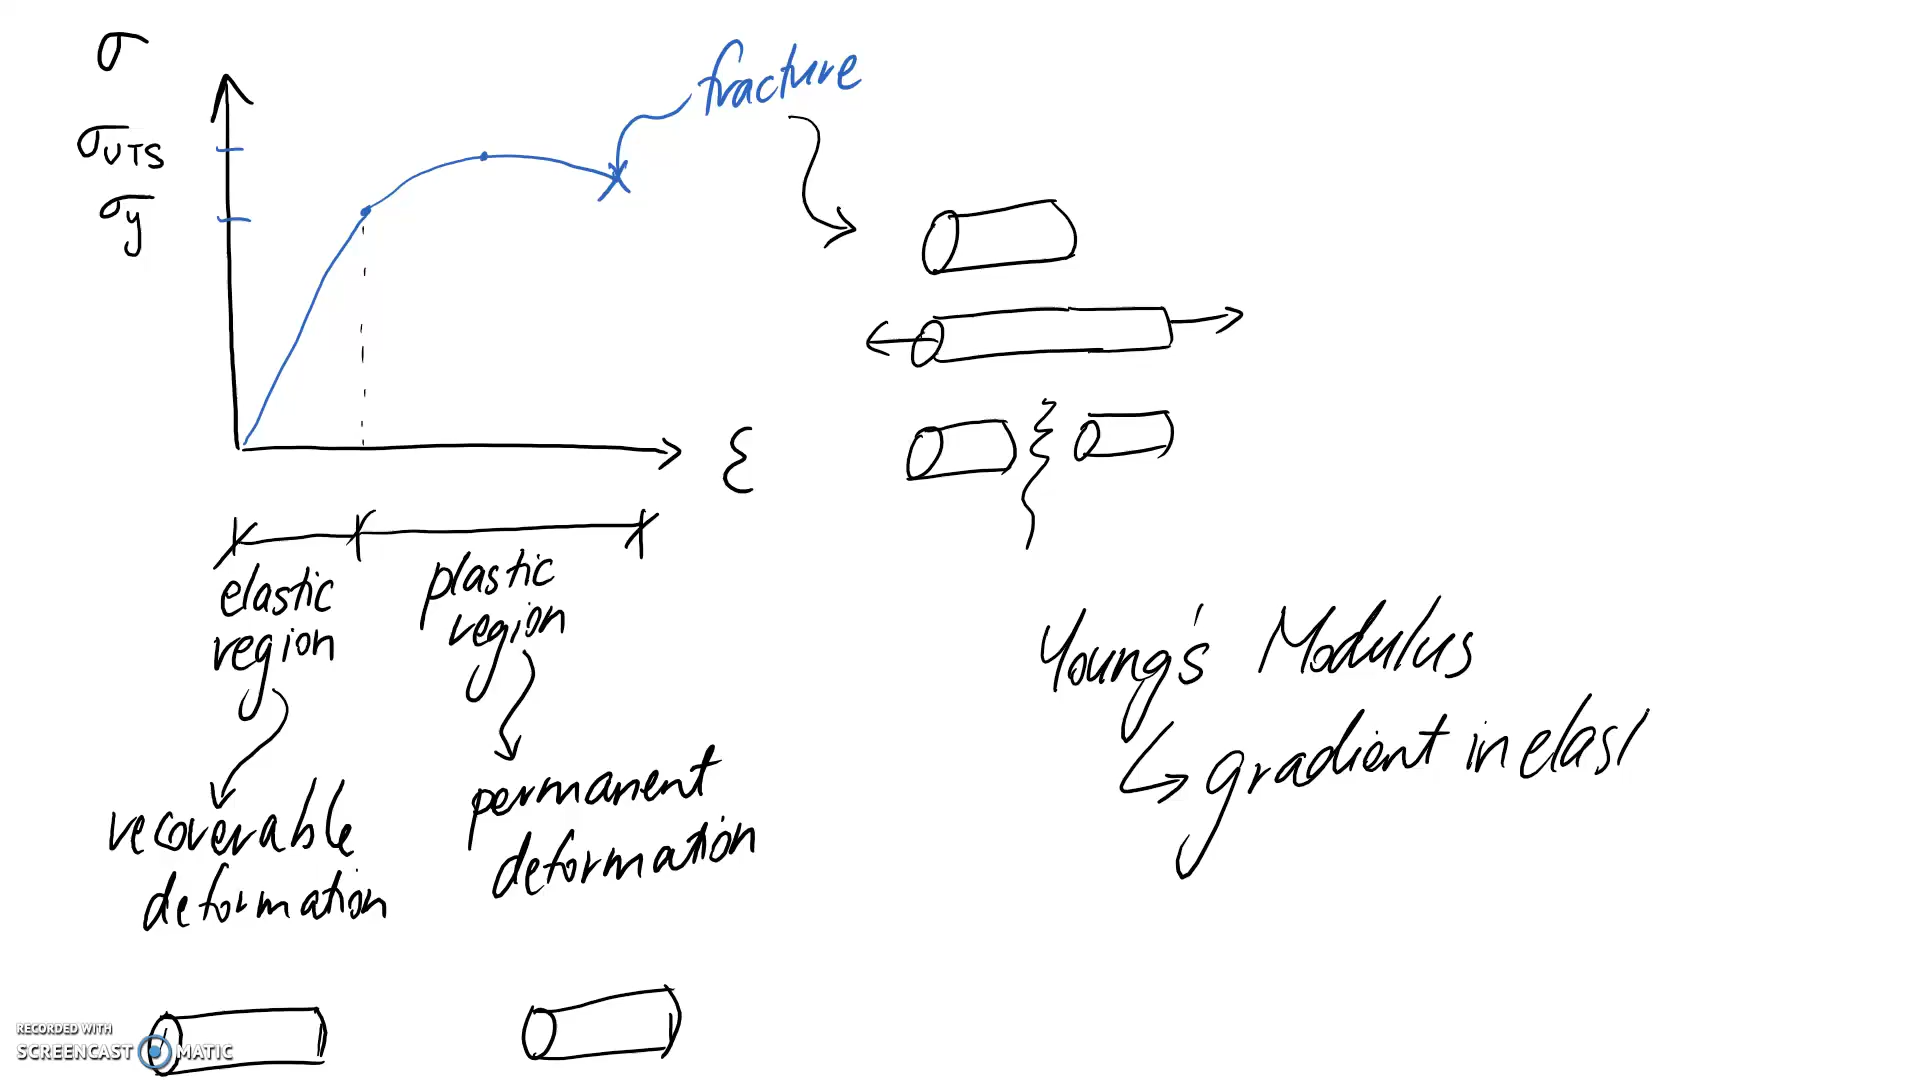 σ
σUTS
σy
fracture
ε
elastic
region
plastic
region
recoverable
deformation
permanent
deformation
Young's Modulus
↳ gradient in elas
RECORDED WITH
SCREENCAST MATIC